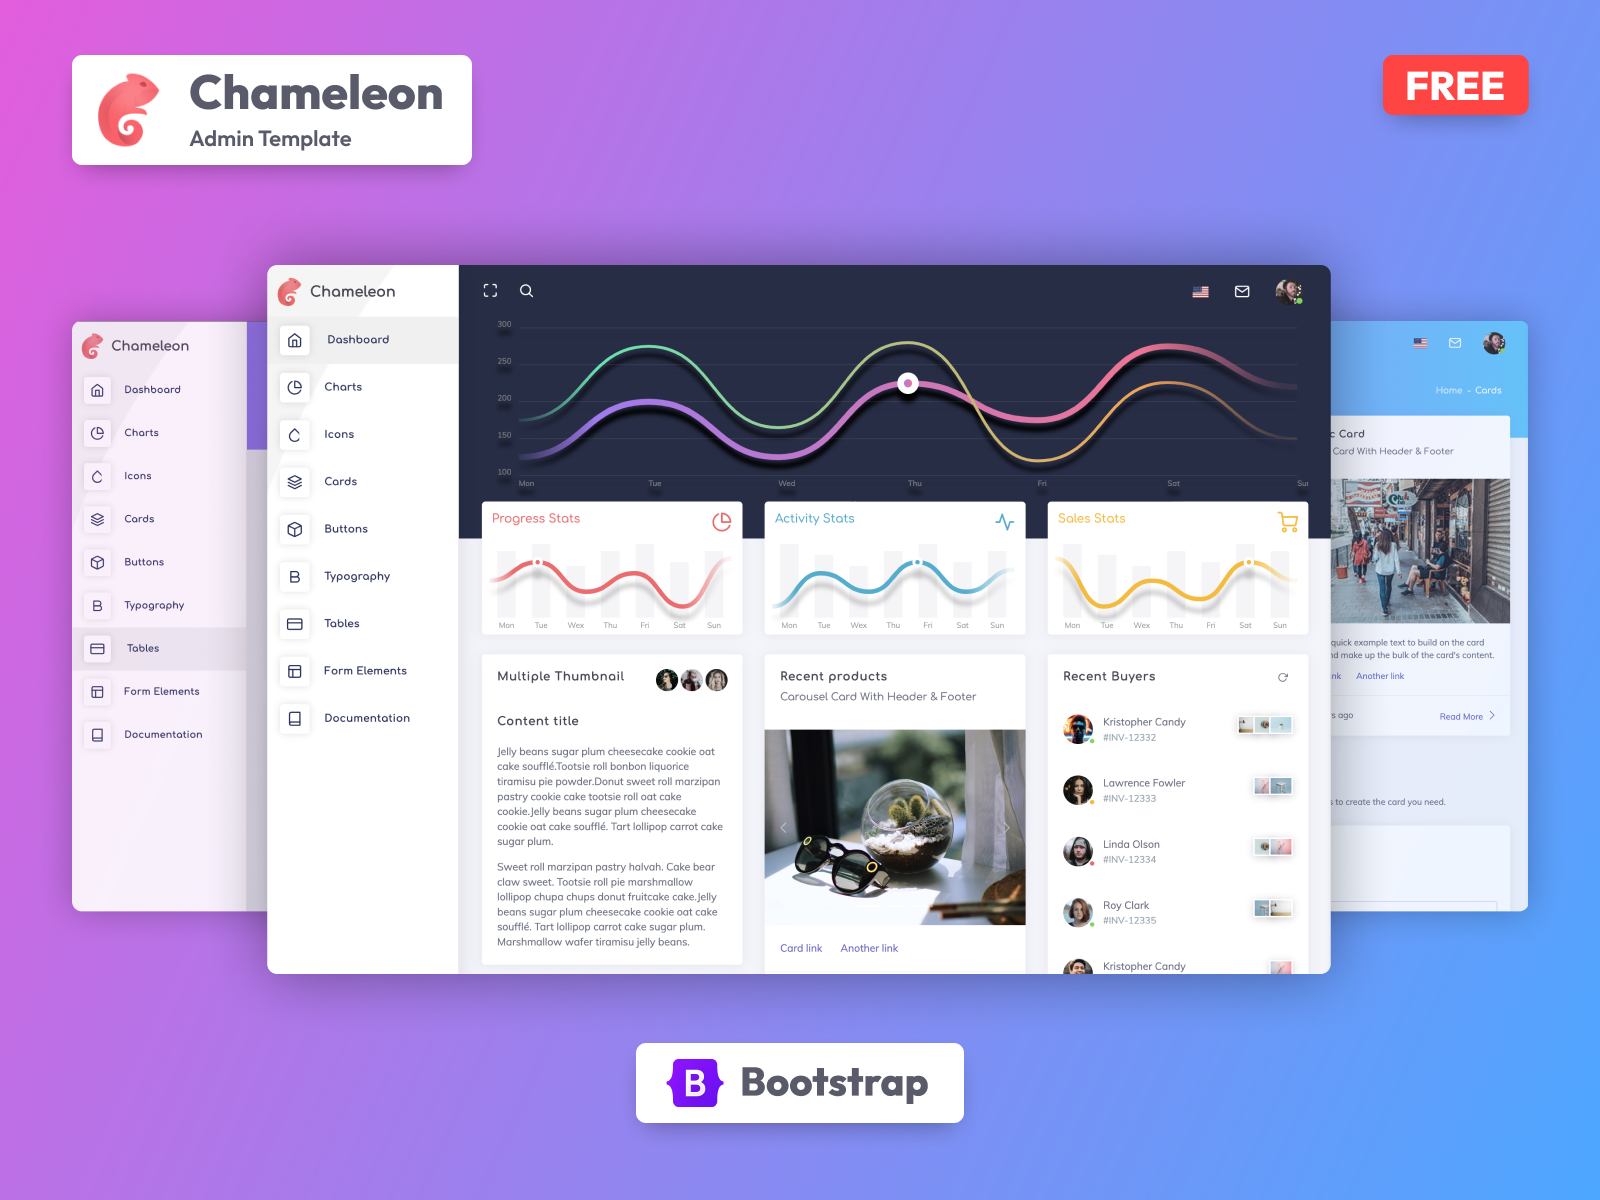 Chameleon
Admin Template
FREE
Chameleon
Dashboard
Charts
Icons
Cards
Buttons
Typography
Tables
Form Elements
Documentation
Chameleon
Dashboard
Charts
Icons
Cards
Buttons
Typography
Tables
Form Elements
Documentation
300
250
200
150
100
Mon Tue Wed Thu Fri Sat Sun
Progress Stats
Mon Tue Wex Thu Fri Sat Sun
Activity Stats
Mon Tue Wex Thu Fri Sat Sun
Sales Stats
Mon Tue Wex Thu Fri Sat Sun
Multiple Thumbnail
Content title
Jelly beans sugar plum cheesecake cookie oat
cake soufflé.Tootsie roll bonbon liquorice
tiramisu pie powder.Donut sweet roll marzipan
pastry cookie cake tootsie roll oat cake
cookie.Jelly beans sugar plum cheesecake
cookie oat cake soufflé. Tart lollipop carrot cake
sugar plum.
Sweet roll marzipan pastry halvah. Cake bear
claw sweet. Tootsie roll pie marshmallow
lollipop chupa chups donut fruitcake cake.Jelly
beans sugar plum cheesecake cookie oat cake
soufflé. Tart lollipop carrot cake sugar plum.
Marshmallow wafer tiramisu jelly beans.
Recent products
Carousel Card With Header & Footer
Card link Another link
Recent Buyers
Kristopher Candy
#INV-12332
Lawrence Fowler
#INV-12333
Linda Olson
#INV-12334
Roy Clark
#INV-12335
Kristopher Candy
Home - Cards
c Card
Card With Header & Footer
quick example text to build on the card
nd make up the bulk of the card's content.
nk Another link
rs ago Read More
s to create the card you need.
B Bootstrap